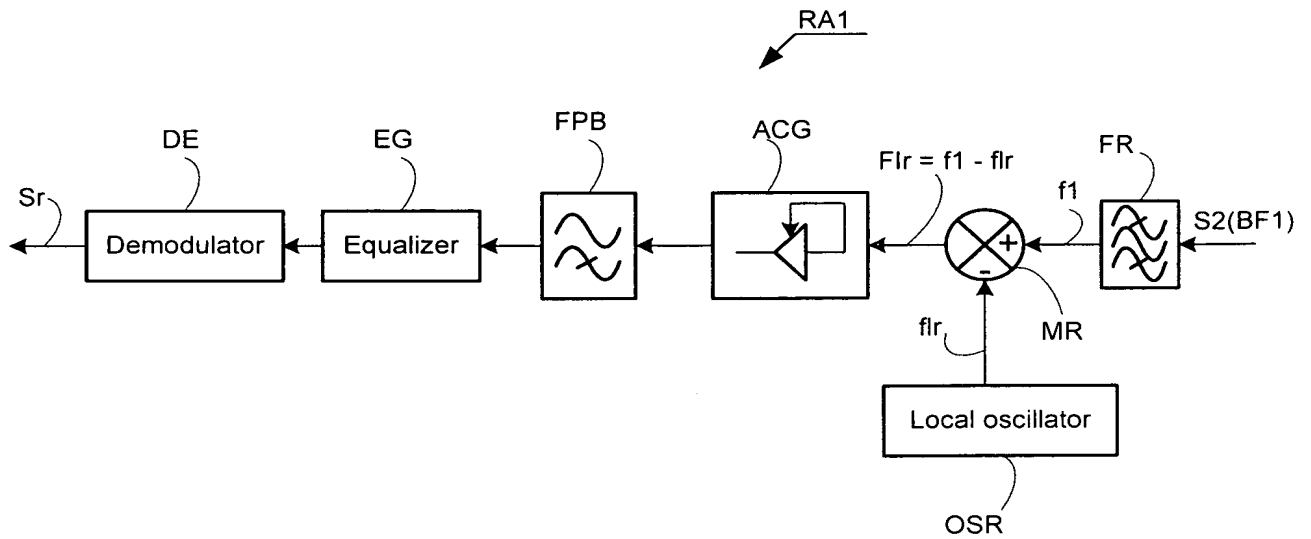 RA1
FPB
ACG
DE
EG
FIr = f1 - flr
FR
Sr
f1
S2(BF1)
Demodulator
Equalizer
+
-
flr
MR
Local oscillator
OSR